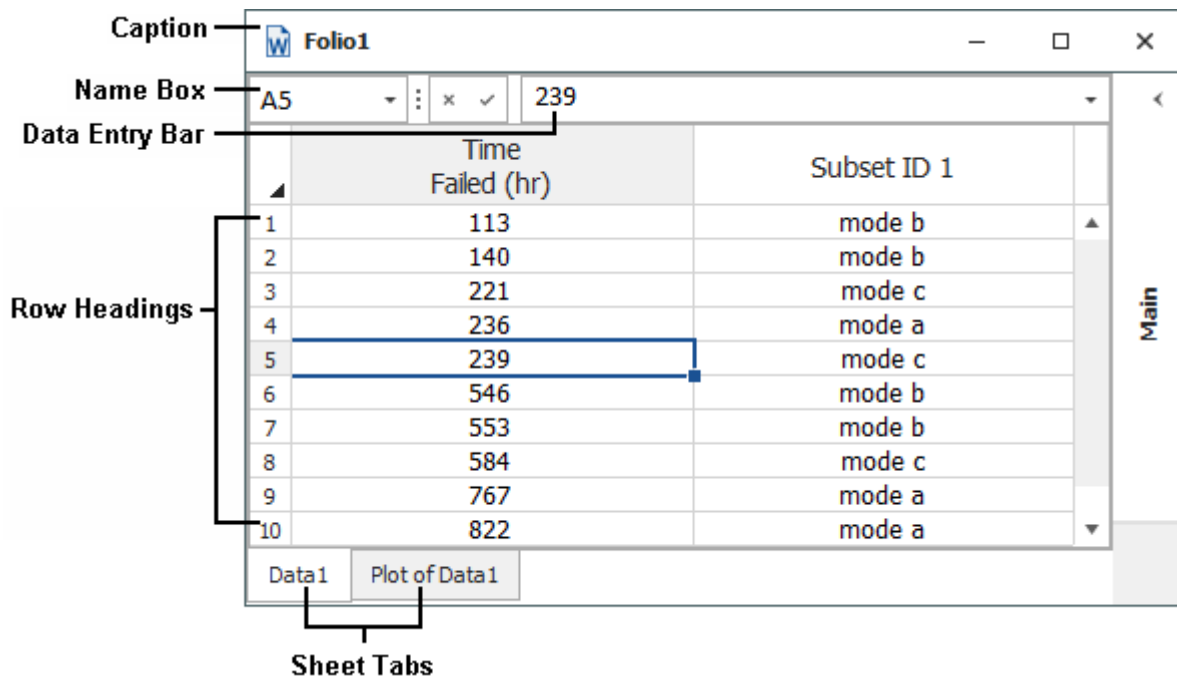 Caption
Folio1
Name Box
A5
239
Data Entry Bar
Time
Failed (hr)
Subset ID 1
1 113 mode b
2 140 mode b
3 221 mode c
Row Headings
4 236 mode a
5 239 mode c
6 546 mode b
7 553 mode b
8 584 mode c
9 767 mode a
10 822 mode a
Main
Data1 Plot of Data1
Sheet Tabs